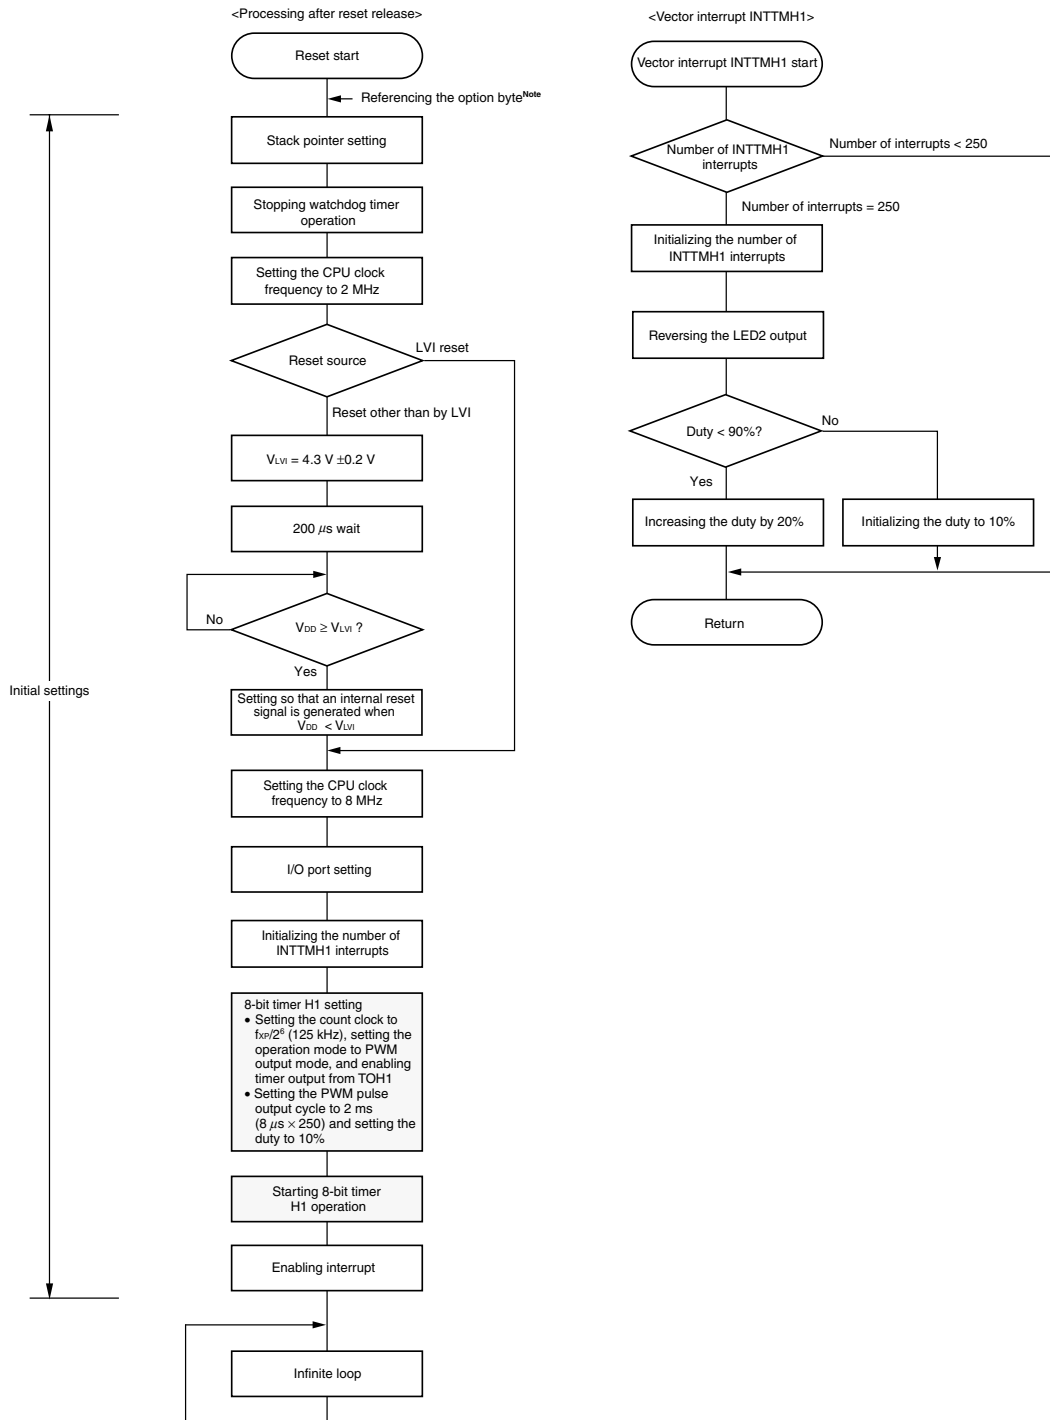 <Processing after reset release>
Reset start
Referencing the option byteNote
Stack pointer setting
Stopping watchdog timer
operation
Setting the CPU clock
frequency to 2 MHz
Reset source
LVI reset
Reset other than by LVI
VLVI = 4.3 V ±0.2 V
200 μs wait
No
VDD ≥ VLVI ?
Yes
Initial settings
Setting so that an internal reset
signal is generated when
VDD < VLVI
Setting the CPU clock
frequency to 8 MHz
I/O port setting
Initializing the number of
INTTMH1 interrupts
8-bit timer H1 setting
• Setting the count clock to
fXP/2⁶ (125 kHz), setting the
operation mode to PWM
output mode, and enabling
timer output from TOH1
• Setting the PWM pulse
output cycle to 2 ms
(8 μs × 250) and setting the
duty to 10%
Starting 8-bit timer
H1 operation
Enabling interrupt
Infinite loop
<Vector interrupt INTTMH1>
Vector interrupt INTTMH1 start
Number of INTTMH1
interrupts
Number of interrupts < 250
Number of interrupts = 250
Initializing the number of
INTTMH1 interrupts
Reversing the LED2 output
Duty < 90%?
No
Yes
Increasing the duty by 20%
Initializing the duty to 10%
Return